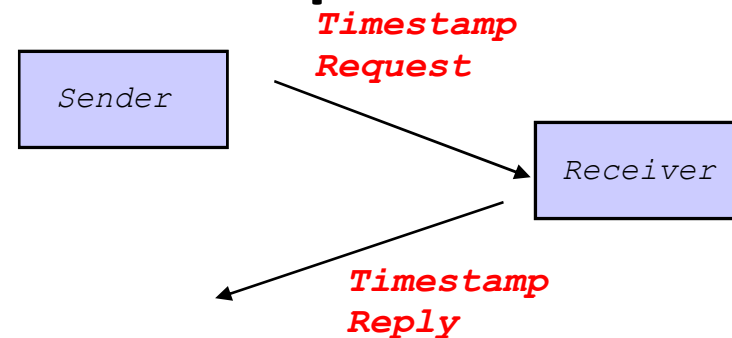 Timestamp
Request
Sender
Receiver
Timestamp
Reply